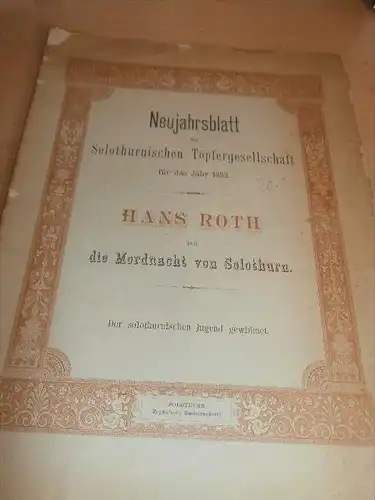 Neujahrsblatt
der
Solothurnischen Töpfergesellschaft
für das Jahr 1883.
HANS ROTH
und
die Mordnacht von Solothurn.
Der solothurnischen Jugend gewidmet.
SOLOTHURN.